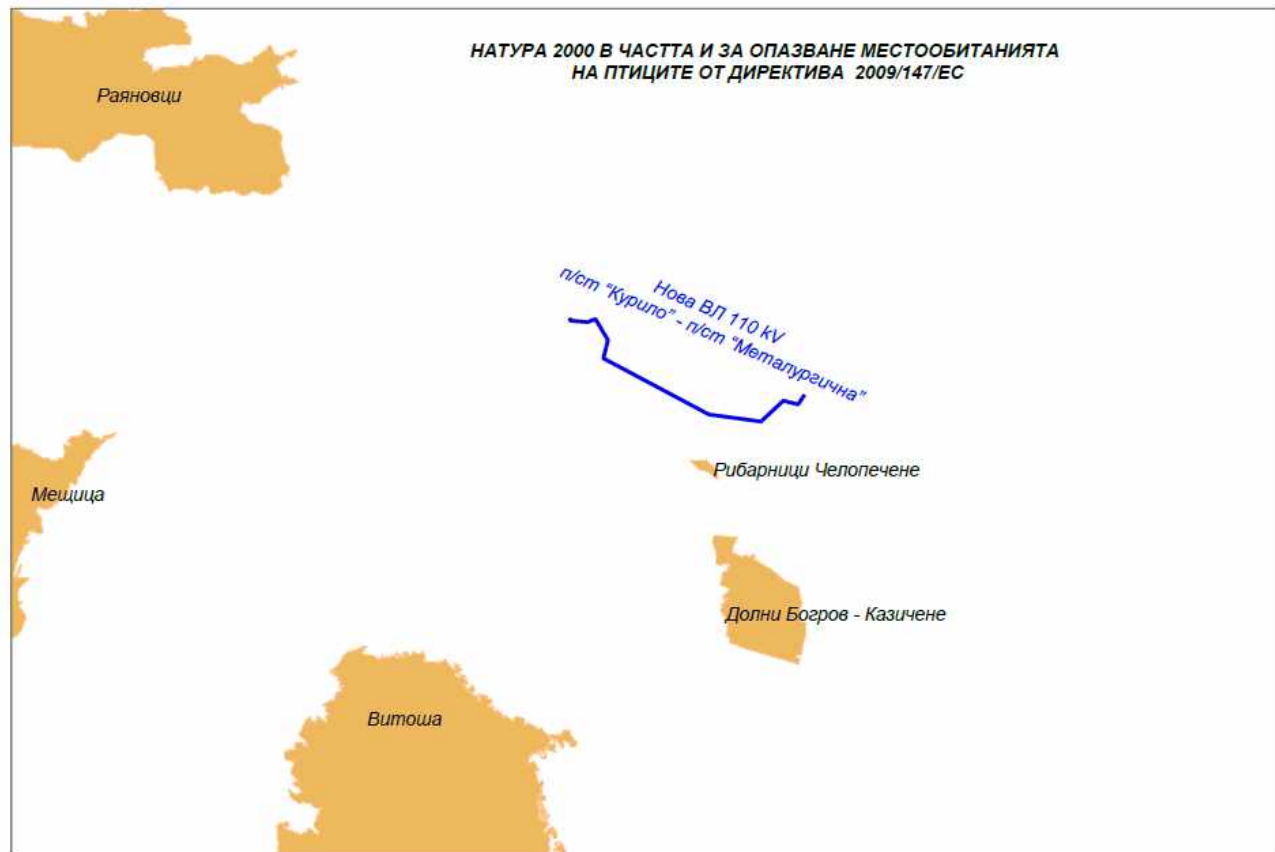 НАТУРА 2000 В ЧАСТТА И ЗА ОПАЗВАНЕ МЕСТООБИТАНИЯТА
НА ПТИЦИТЕ ОТ ДИРЕКТИВА 2009/147/ЕС
Раяновци
Нова ВЛ 110 kV
п/ст "Курило" - п/ст "Металургична"
Рибарници Челопечене
Мещица
Долни Богров - Казичене
Витоша